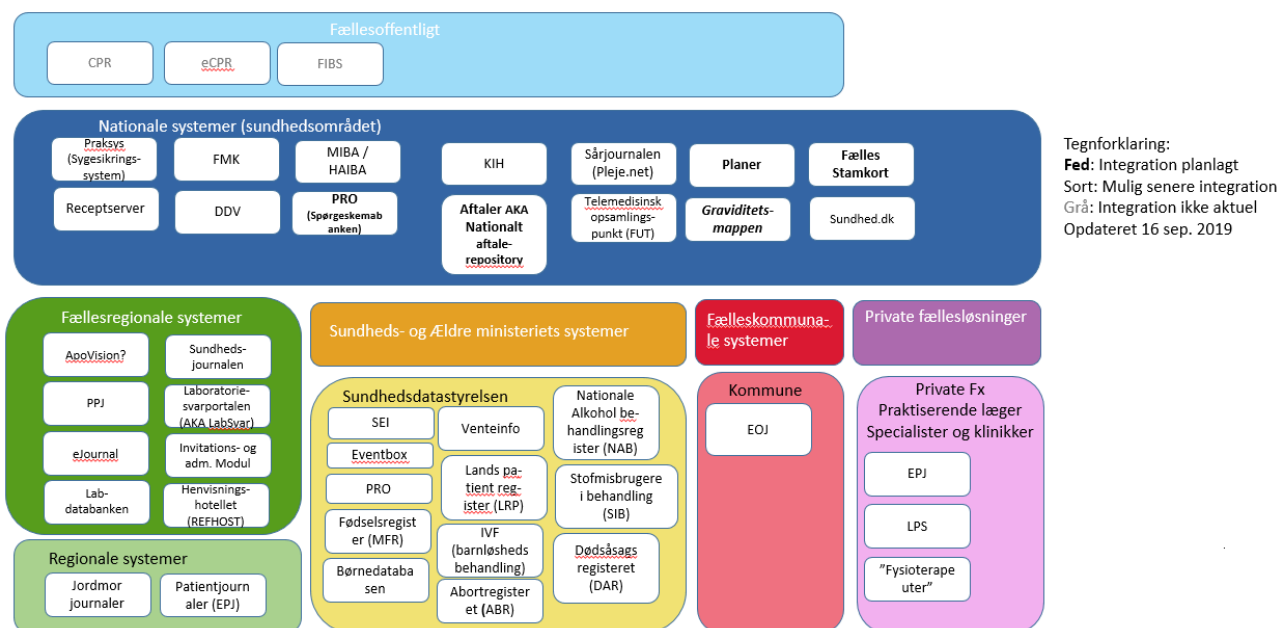 Fællesoffentligt
CPR
eCPR
FIBS
Nationale systemer (sundhedsområdet)
Praksys
(Sygesikrings-
system)
FMK
MIBA /
HAIBA
KIH
Sårjournalen
(Pleje.net)
Planer
Fælles
Stamkort
Receptserver
DDV
PRO
(Spørgeskemab
anken)
Aftaler AKA
Nationalt
aftale-
repository
Telemedisinsk
opsamlings-
punkt (FUT)
Graviditets-
mappen
Sundhed.dk
Tegnforklaring:
Fed: Integration planlagt
Sort: Mulig senere integration
Grå: Integration ikke aktuel
Opdateret 16 sep. 2019
Fællesregionale systemer
ApoVision?
Sundheds-
journalen
PPJ
Laboratorie-
svarportalen
(AKA LabSvar)
eJournal
Invitations- og
adm. Modul
Lab-
databanken
Henvisnings-
hotellet
(REFHOST)
Regionale systemer
Jordmor
journaler
Patientjourn
aler (EPJ)
Sundheds- og Ældre ministeriets systemer
Sundhedsdatastyrelsen
SEI
Eventbox
PRO
Fødselsregist
er (MFR)
Børnedataba
sen
Venteinfo
Lands pa-
tient reg-
ister (LRP)
IVF
(barnløsheds
behandling)
Abortregister
et (ABR)
Nationale
Alkohol be-
handlingsreg
ister (NAB)
Stofmisbrugere
i behandling
(SIB)
Dødsåsags
registeret
(DAR)
Fælleskommuna-
le systemer
Kommune
EOJ
Private fællesløsninger
Private Fx
Praktiserende læger
Specialister og klinikker
EPJ
LPS
”Fysioterape
uter”